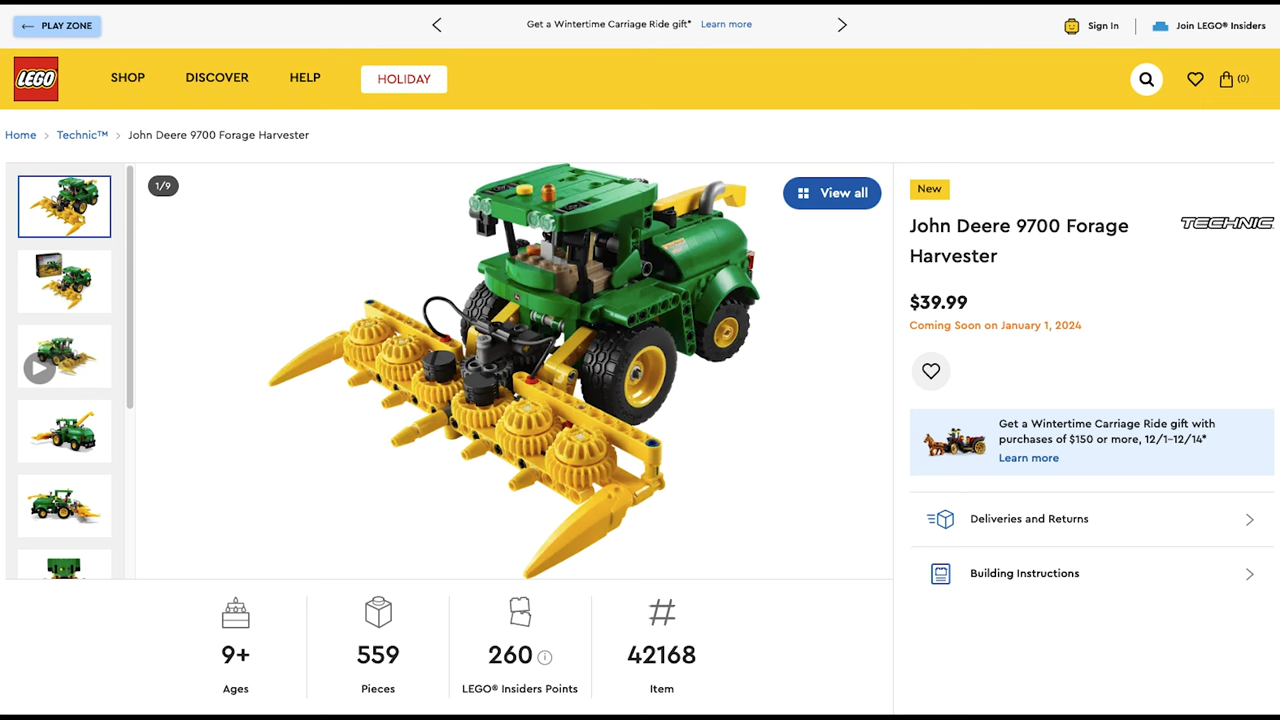 ← PLAY ZONE
Get a Wintertime Carriage Ride gift* Learn more
Sign In
Join LEGO® Insiders
LEGO
SHOP
DISCOVER
HELP
HOLIDAY
(0)
Home > Technic™ > John Deere 9700 Forage Harvester
1/9
View all
New
John Deere 9700 Forage
Harvester
TECHNIC
$39.99
Coming Soon on January 1, 2024
Get a Wintertime Carriage Ride gift with
purchases of $150 or more, 12/1–12/14*
Learn more
Deliveries and Returns
Building Instructions
9+
Ages
559
Pieces
260
LEGO® Insiders Points
#
42168
Item